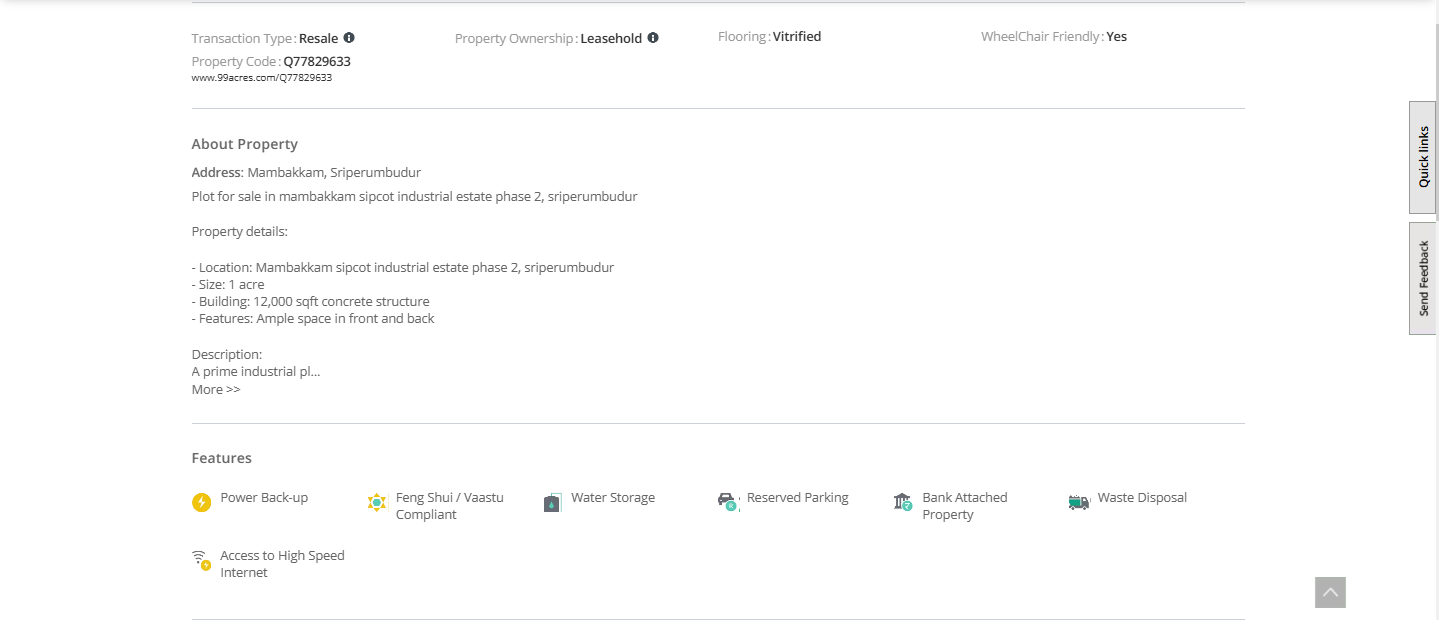 Transaction Type : Resale
Property Ownership : Leasehold
Flooring : Vitrified
WheelChair Friendly : Yes
Property Code : Q77829633
www.99acres.com/Q77829633
About Property
Address: Mambakkam, Sriperumbudur
Plot for sale in mambakkam sipcot industrial estate phase 2, sriperumbudur
Property details:
- Location: Mambakkam sipcot industrial estate phase 2, sriperumbudur
- Size: 1 acre
- Building: 12,000 sqft concrete structure
- Features: Ample space in front and back
Description:
A prime industrial pl...
More >>
Features
Power Back-up
Feng Shui / Vaastu
Compliant
Water Storage
Reserved Parking
Bank Attached
Property
Waste Disposal
Access to High Speed
Internet
Quick links
Send Feedback